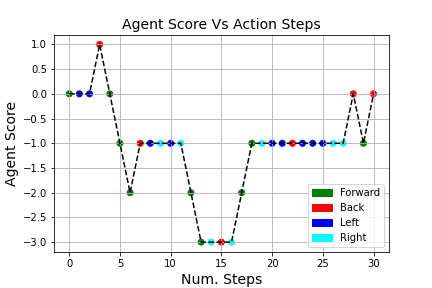 Agent Score Vs Action Steps
Agent Score
1.0
0.5
0.0
−0.5
−1.0
−1.5
−2.0
−2.5
−3.0
Forward
Back
Left
Right
0 5 10 15 20 25 30
Num. Steps